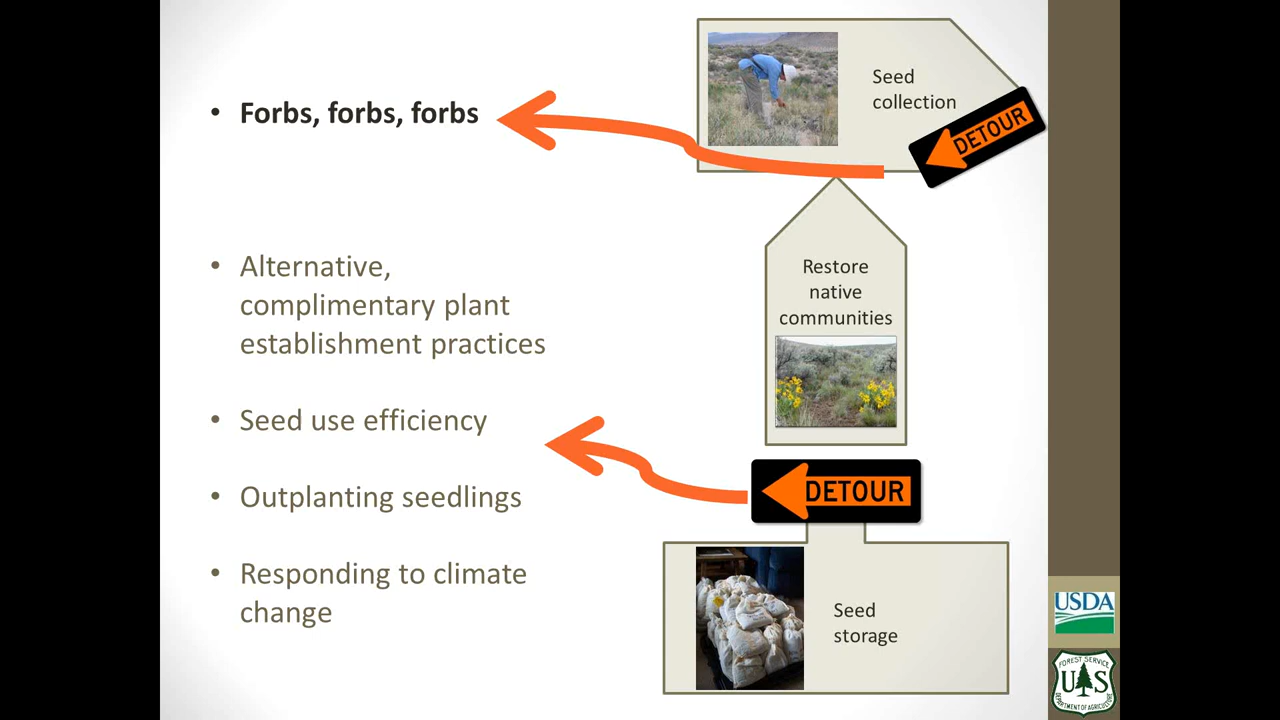 • Forbs, forbs, forbs
• Alternative,
complimentary plant
establishment practices
• Seed use efficiency
• Outplanting seedlings
• Responding to climate
change
Seed
collection
DETOUR
Restore
native
communities
DETOUR
Seed
storage
USDA
FOREST SERVICE
U S
DEPARTMENT OF AGRICULTURE